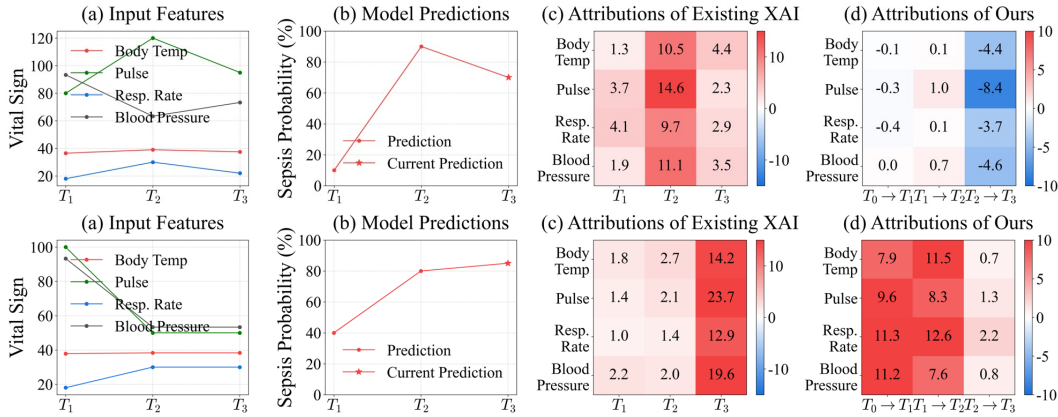 (a) Input Features
Vital Sign
120
100
80
60
40
20
Body Temp
Pulse
Resp. Rate
Blood Pressure
T1 T2 T3
(b) Model Predictions
Sepsis Probability (%)
100
80
60
40
20
0
Prediction
Current Prediction
T1 T2 T3
(c) Attributions of Existing XAI
Body Temp 1.3 10.5 4.4
Pulse 3.7 14.6 2.3
Resp. Rate 4.1 9.7 2.9
Blood Pressure 1.9 11.1 3.5
T1 T2 T3
10
0
-10
(d) Attributions of Ours
Body Temp -0.1 0.1 -4.4
Pulse -0.3 1.0 -8.4
Resp. Rate -0.4 0.1 -3.7
Blood Pressure 0.0 0.7 -4.6
T0 → T1 T1 → T2 T2 → T3
10
5
0
-5
-10
(a) Input Features
Vital Sign
100
80
60
40
20
Body Temp
Pulse
Resp. Rate
Blood Pressure
T1 T2 T3
(b) Model Predictions
Sepsis Probability (%)
100
80
60
40
20
0
Prediction
Current Prediction
T1 T2 T3
(c) Attributions of Existing XAI
Body Temp 1.8 2.7 14.2
Pulse 1.4 2.1 23.7
Resp. Rate 1.0 1.4 12.9
Blood Pressure 2.2 2.0 19.6
T1 T2 T3
10
0
-10
(d) Attributions of Ours
Body Temp 7.9 11.5 0.7
Pulse 9.6 8.3 1.3
Resp. Rate 11.3 12.6 2.2
Blood Pressure 11.2 7.6 0.8
T0 → T1 T1 → T2 T2 → T3
10
5
0
-5
-10